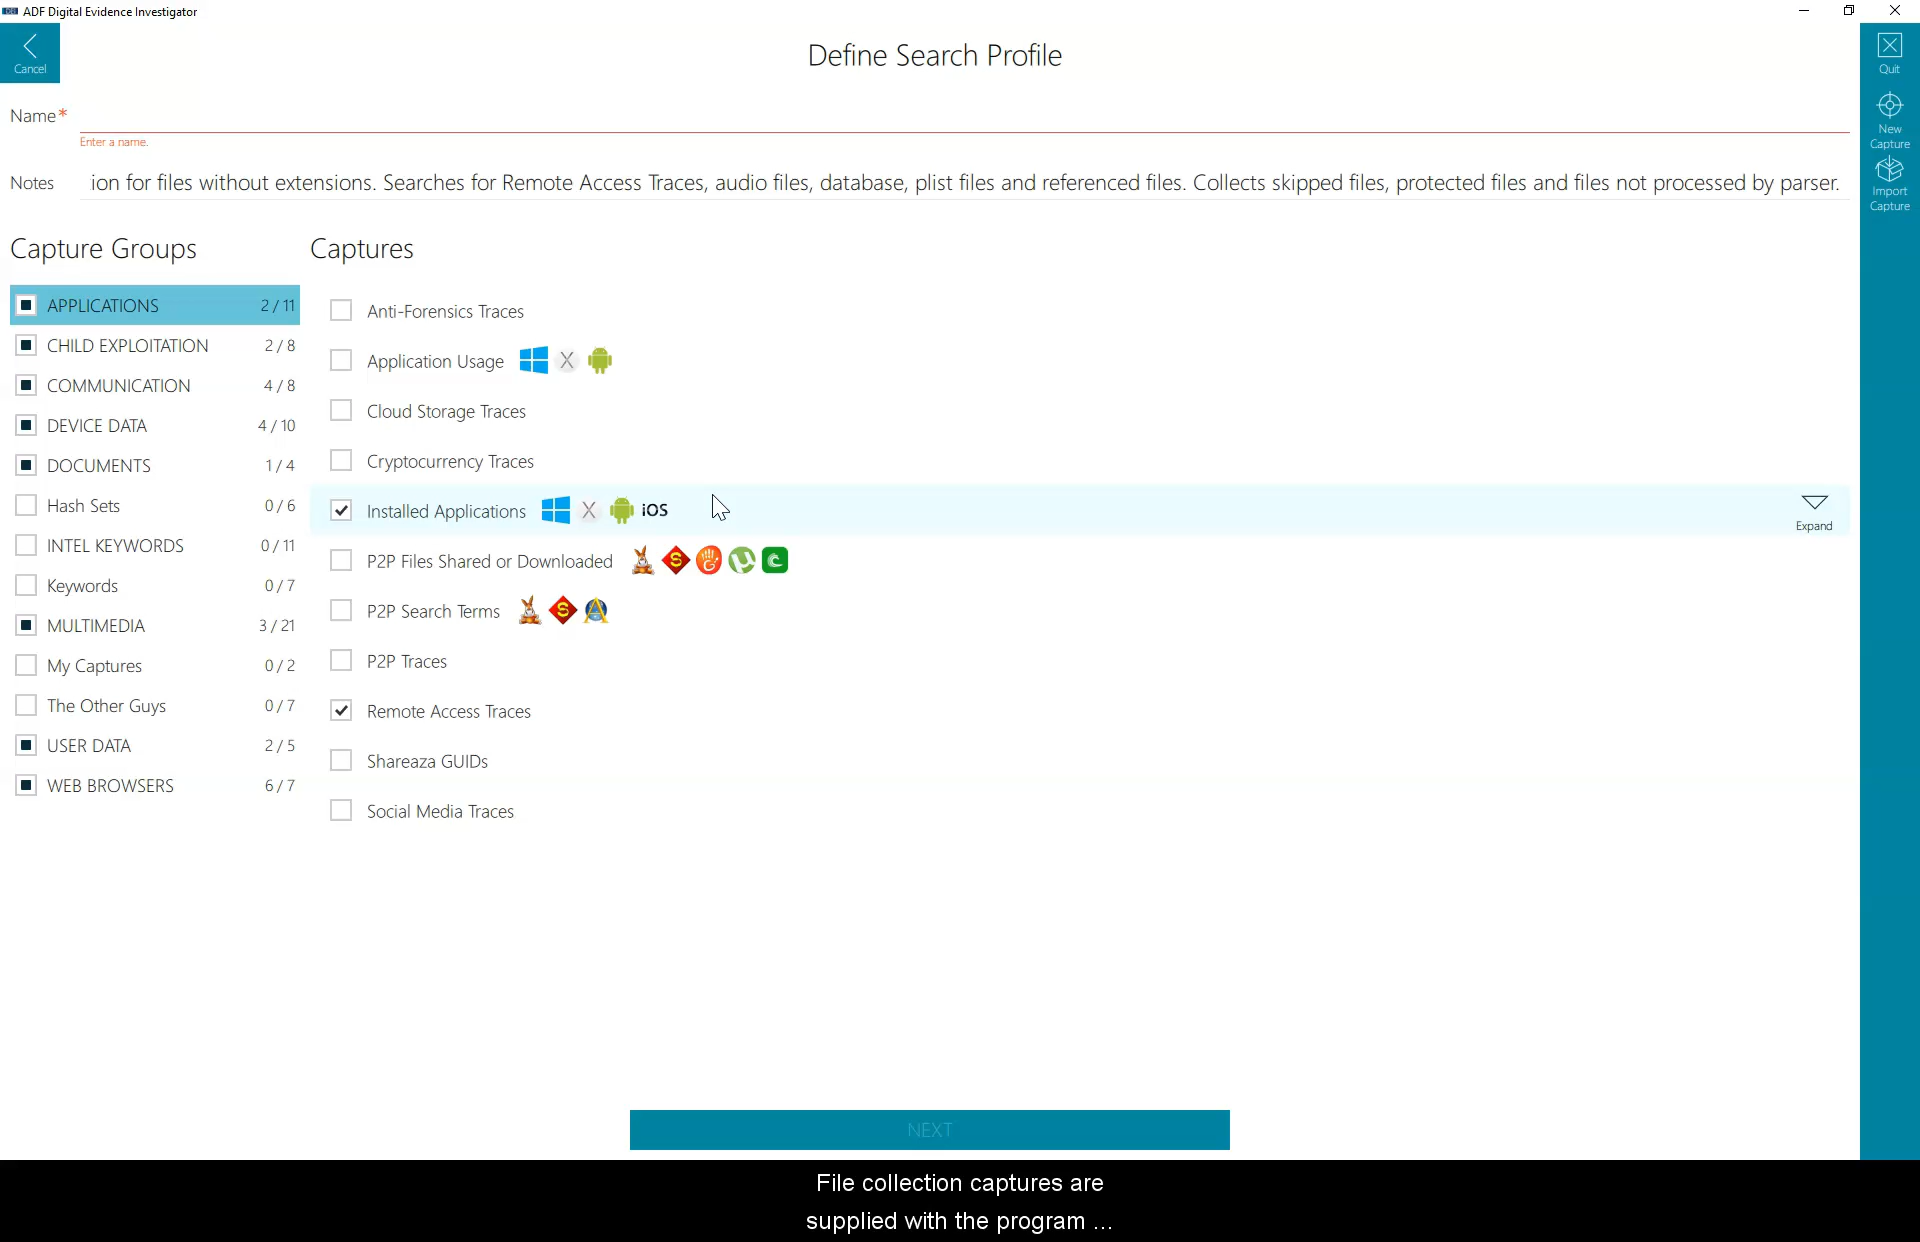 ADF Digital Evidence Investigator
Cancel
Define Search Profile
Quit
New
Capture
Import
Capture
Name*
Enter a name.
Notes
ion for files without extensions. Searches for Remote Access Traces, audio files, database, plist files and referenced files. Collects skipped files, protected files and files not processed by parser.
Capture Groups
APPLICATIONS 2 / 11
CHILD EXPLOITATION 2 / 8
COMMUNICATION 4 / 8
DEVICE DATA 4 / 10
DOCUMENTS 1 / 4
Hash Sets 0 / 6
INTEL KEYWORDS 0 / 11
Keywords 0 / 7
MULTIMEDIA 3 / 21
My Captures 0 / 2
The Other Guys 0 / 7
USER DATA 2 / 5
WEB BROWSERS 6 / 7
Captures
Anti-Forensics Traces
Application Usage X
Cloud Storage Traces
Cryptocurrency Traces
Installed Applications X iOS
Expand
P2P Files Shared or Downloaded
P2P Search Terms
P2P Traces
Remote Access Traces
Shareaza GUIDs
Social Media Traces
NEXT
File collection captures are
supplied with the program ...